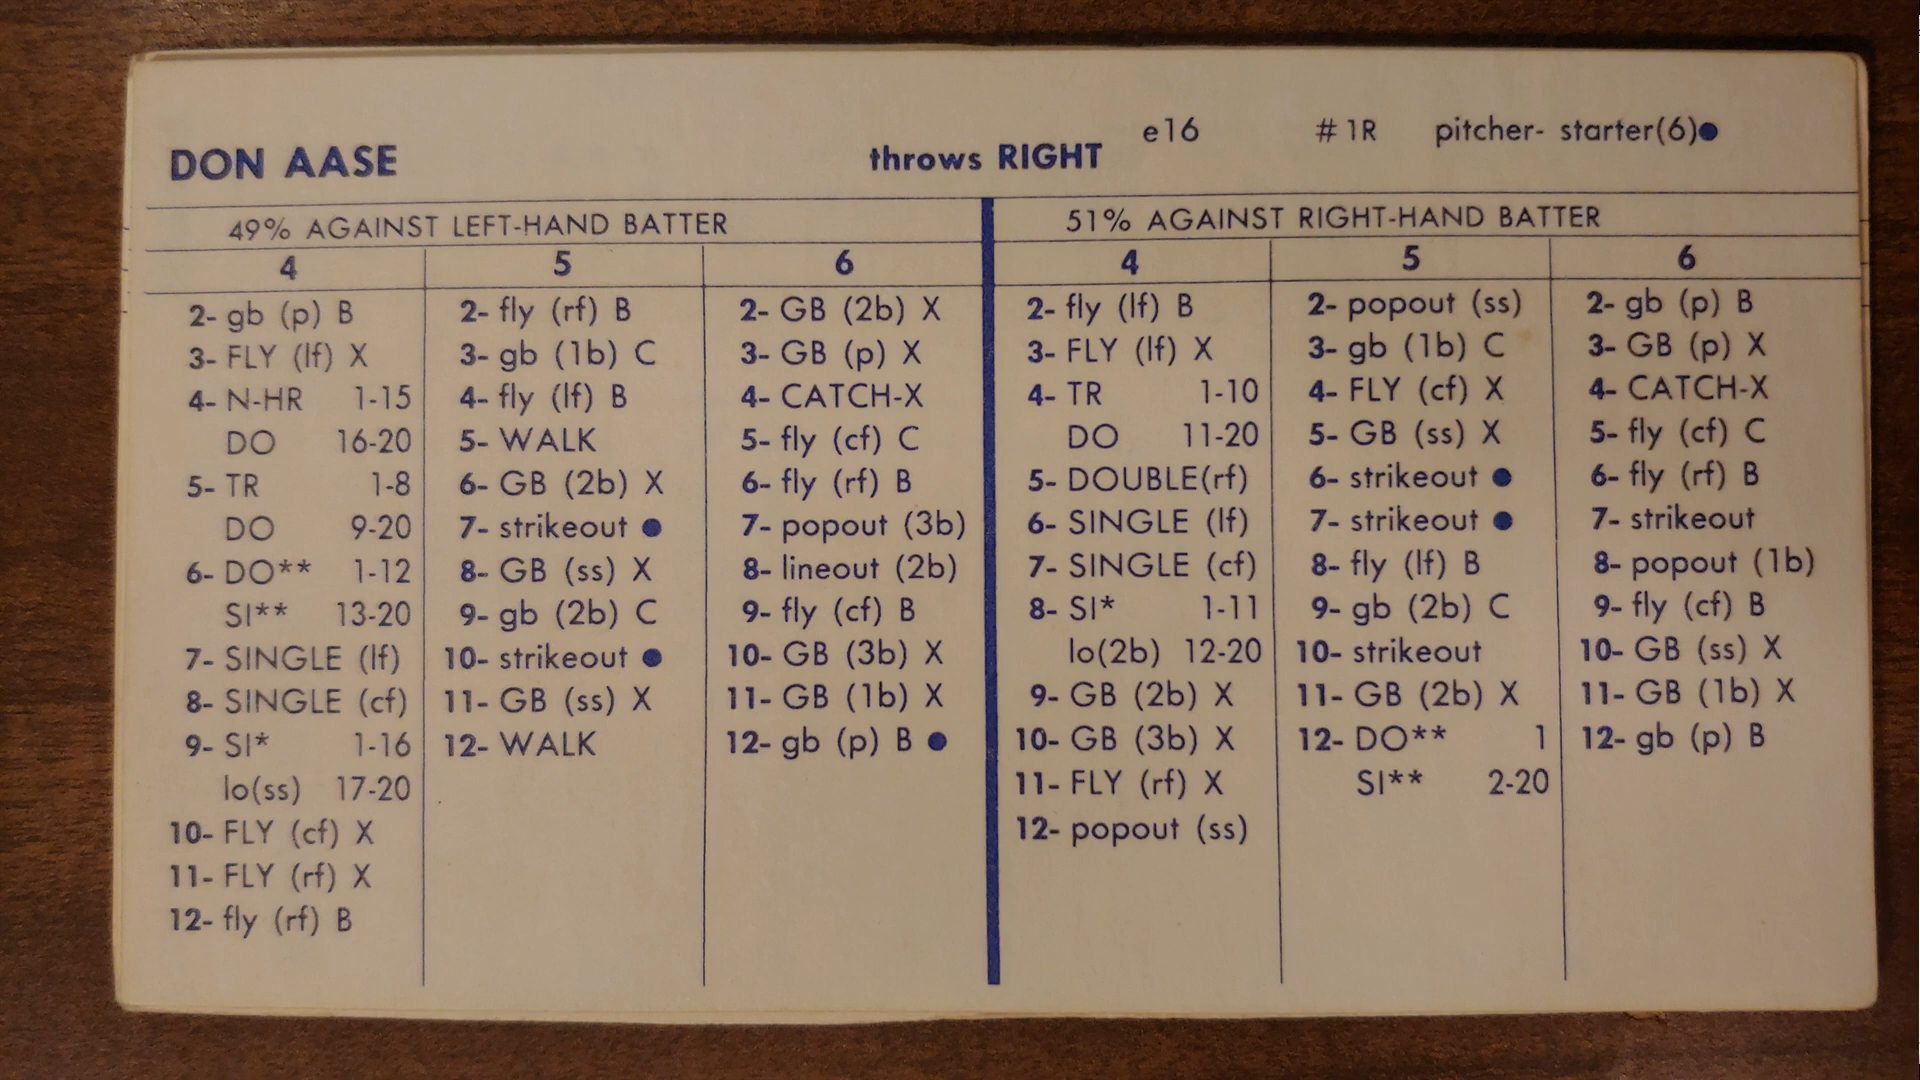 DON AASE throws RIGHT e16 # 1R pitcher- starter(6)●
49% AGAINST LEFT-HAND BATTER
4
2- gb (p) B
3- FLY (lf) X
4- N-HR 1-15
DO 16-20
5- TR 1-8
DO 9-20
6- DO** 1-12
SI** 13-20
7- SINGLE (lf)
8- SINGLE (cf)
9- SI* 1-16
lo(ss) 17-20
10- FLY (cf) X
11- FLY (rf) X
12- fly (rf) B
5
2- fly (rf) B
3- gb (1b) C
4- fly (lf) B
5- WALK
6- GB (2b) X
7- strikeout ●
8- GB (ss) X
9- gb (2b) C
10- strikeout ●
11- GB (ss) X
12- WALK
6
2- GB (2b) X
3- GB (p) X
4- CATCH-X
5- fly (cf) C
6- fly (rf) B
7- popout (3b)
8- lineout (2b)
9- fly (cf) B
10- GB (3b) X
11- GB (1b) X
12- gb (p) B ●
51% AGAINST RIGHT-HAND BATTER
4
2- fly (lf) B
3- FLY (lf) X
4- TR 1-10
DO 11-20
5- DOUBLE(rf)
6- SINGLE (lf)
7- SINGLE (cf)
8- SI* 1-11
lo(2b) 12-20
9- GB (2b) X
10- GB (3b) X
11- FLY (rf) X
12- popout (ss)
5
2- popout (ss)
3- gb (1b) C
4- FLY (cf) X
5- GB (ss) X
6- strikeout ●
7- strikeout ●
8- fly (lf) B
9- gb (2b) C
10- strikeout
11- GB (2b) X
12- DO** 1
SI** 2-20
6
2- gb (p) B
3- GB (p) X
4- CATCH-X
5- fly (cf) C
6- fly (rf) B
7- strikeout
8- popout (1b)
9- fly (cf) B
10- GB (ss) X
11- GB (1b) X
12- gb (p) B